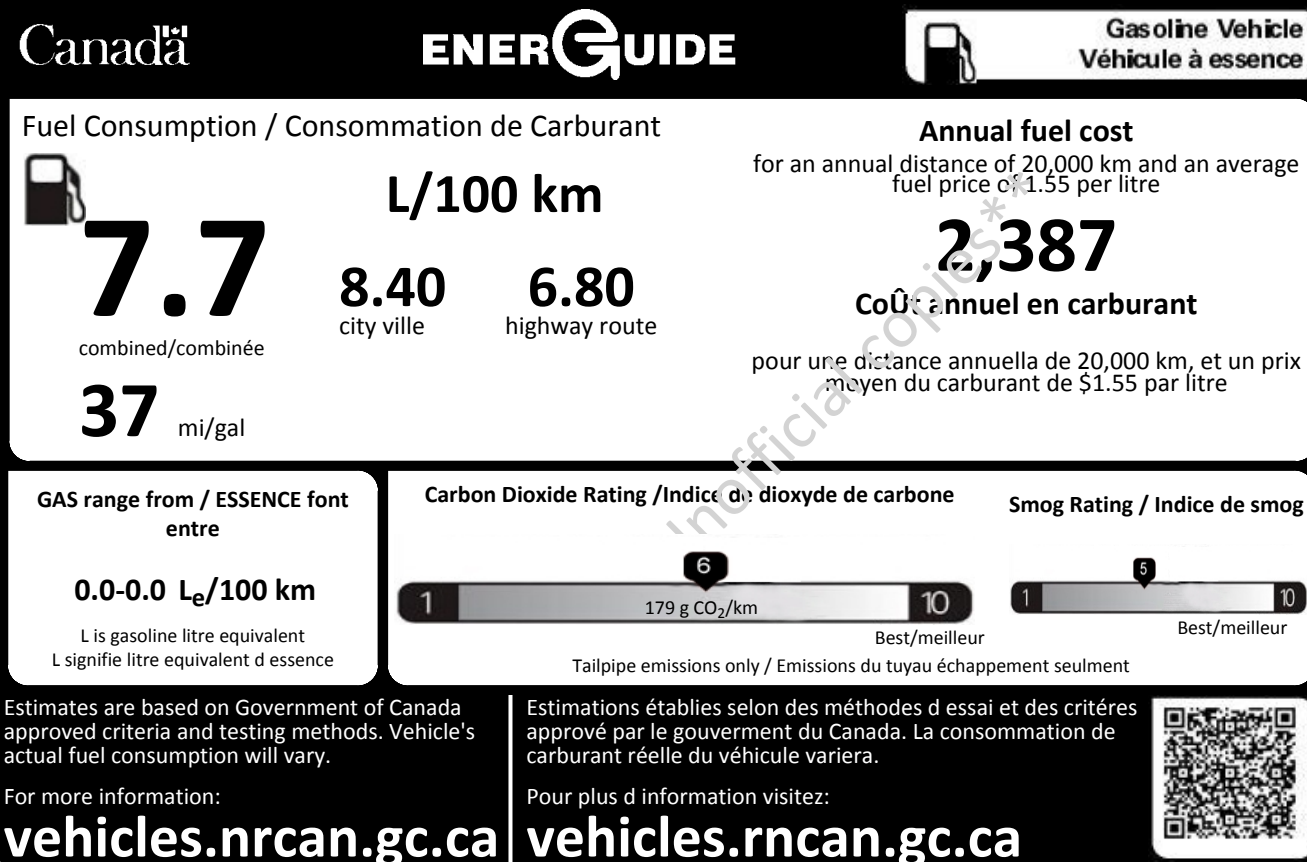 Canada
ENERGUIDE
Gasoline Vehicle
Véhicule à essence
Fuel Consumption / Consommation de Carburant
7.7
combined/combinée
37 mi/gal
L/100 km
8.40
city ville
6.80
highway route
Annual fuel cost
for an annual distance of 20,000 km and an average
fuel price of 1.55 per litre
2,387
CoÛt annuel en carburant
pour une distance annuella de 20,000 km, et un prix
moyen du carburant de $1.55 par litre
copies**
GAS range from / ESSENCE font
entre
0.0-0.0 Le/100 km
L is gasoline litre equivalent
L signifie litre equivalent d essence
Carbon Dioxide Rating /Indice de dioxyde de carbone
6
1
179 g CO2/km
10
Best/meilleur
Tailpipe emissions only / Emissions du tuyau échappement seulment
Smog Rating / Indice de smog
5
1
10
Best/meilleur
Estimates are based on Government of Canada
approved criteria and testing methods. Vehicle's
actual fuel consumption will vary.
For more information:
vehicles.nrcan.gc.ca
Estimations établies selon des méthodes d essai et des critéres
apprové par le gouverment du Canada. La consommation de
carburant réelle du véhicule variera.
Pour plus d information visitez:
vehicles.rncan.gc.ca